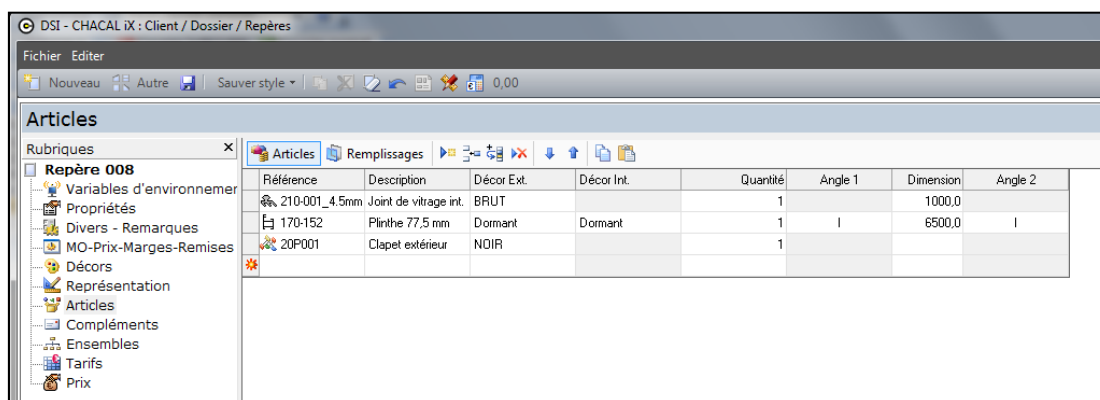 DSI - CHACAL iX : Client / Dossier / Repères
Fichier Editer
Nouveau Autre Sauver style 0,00
Articles
Rubriques × Articles Remplissages
Repère 008
Référence Description Décor Ext. Décor Int. Quantité Angle 1 Dimension Angle 2
Variables d'environnemer
210-001_4.5mm Joint de vitrage int. BRUT 1 1000,0
Propriétés
170-152 Plinthe 77,5 mm Dormant Dormant 1 | 6500,0 |
Divers - Remarques
20P001 Clapet extérieur NOIR 1
MO-Prix-Marges-Remises
Décors
Représentation
Articles
Compléments
Ensembles
Tarifs
Prix